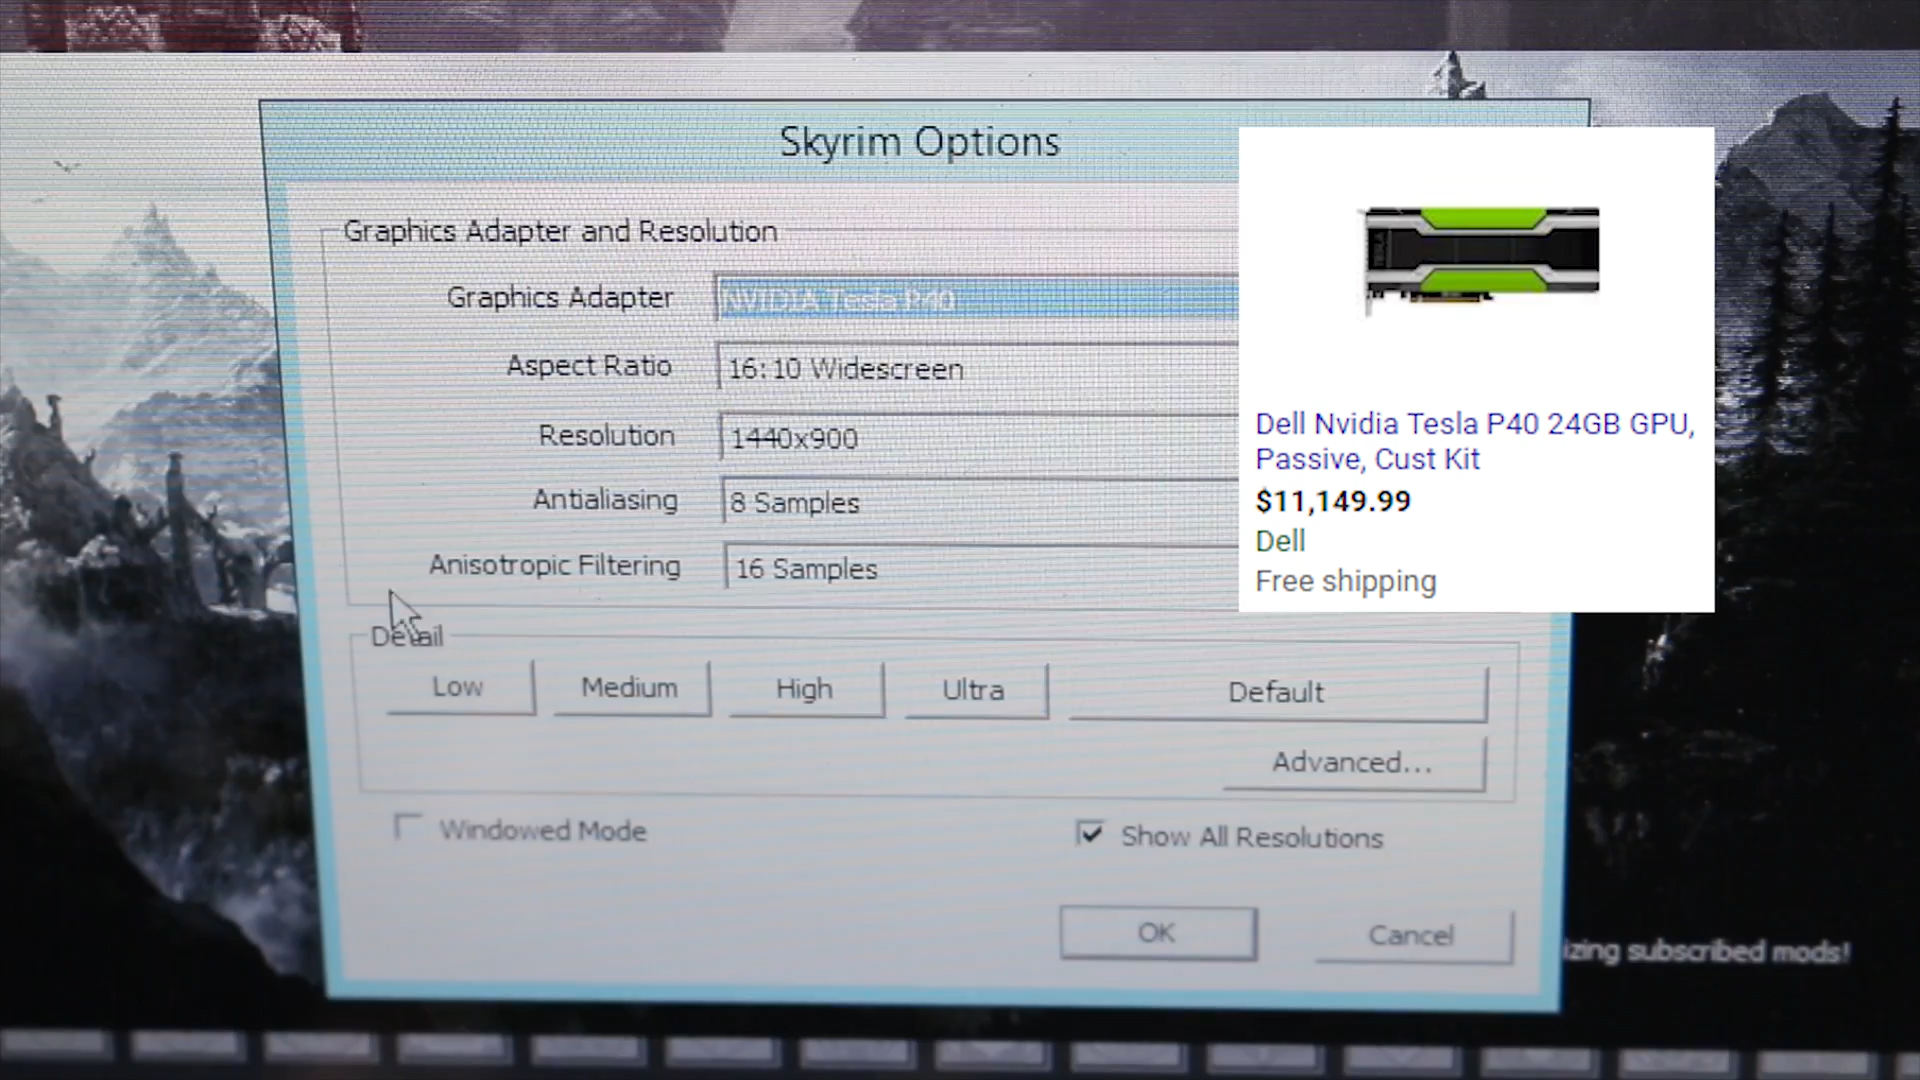 Skyrim Options
Graphics Adapter and Resolution
Graphics Adapter
NVIDIA Tesla P40
Aspect Ratio
16:10 Widescreen
Resolution
1440x900
Antialiasing
8 Samples
Anisotropic Filtering
16 Samples
TESLA
Dell Nvidia Tesla P40 24GB GPU,
Passive, Cust Kit
$11,149.99
Dell
Free shipping
Detail
Low
Medium
High
Ultra
Default
Advanced...
Windowed Mode
Show All Resolutions
OK
Cancel
izing subscribed mods!